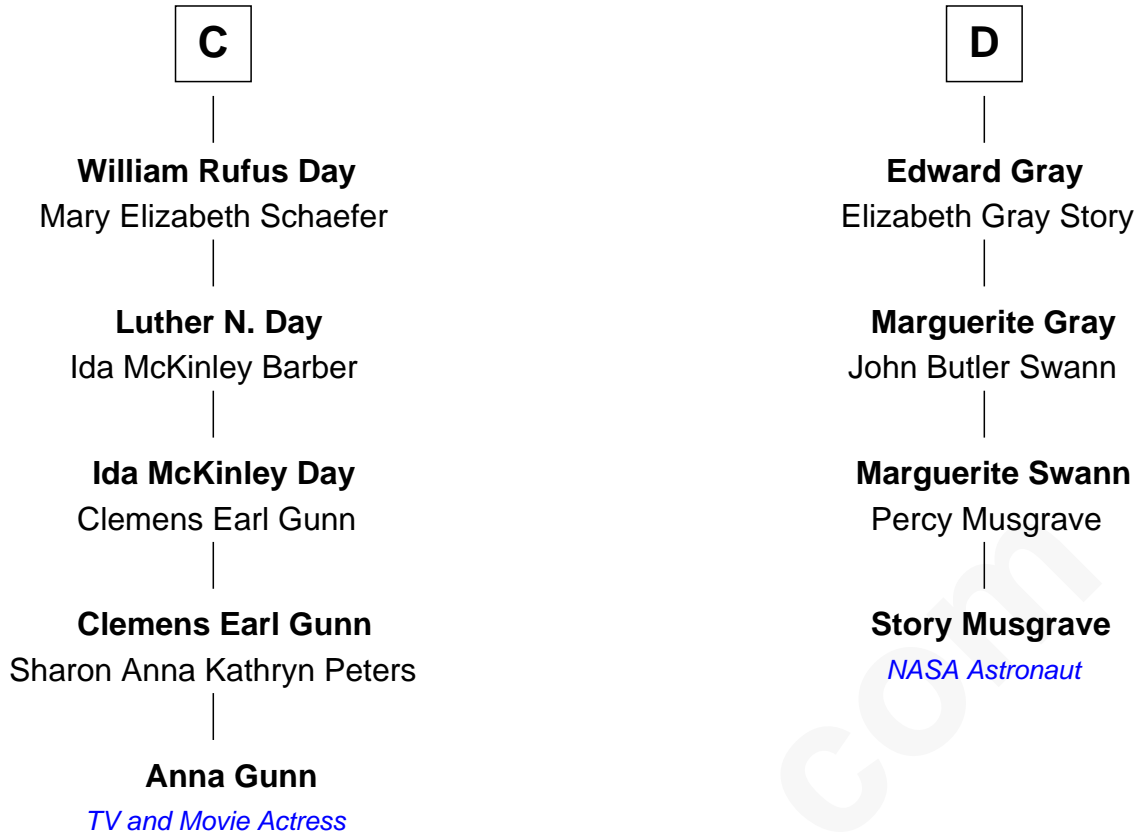 C
William Rufus Day
Mary Elizabeth Schaefer
Luther N. Day
Ida McKinley Barber
Ida McKinley Day
Clemens Earl Gunn
Clemens Earl Gunn
Sharon Anna Kathryn Peters
Anna Gunn
TV and Movie Actress
D
Edward Gray
Elizabeth Gray Story
Marguerite Gray
John Butler Swann
Marguerite Swann
Percy Musgrave
Story Musgrave
NASA Astronaut
com